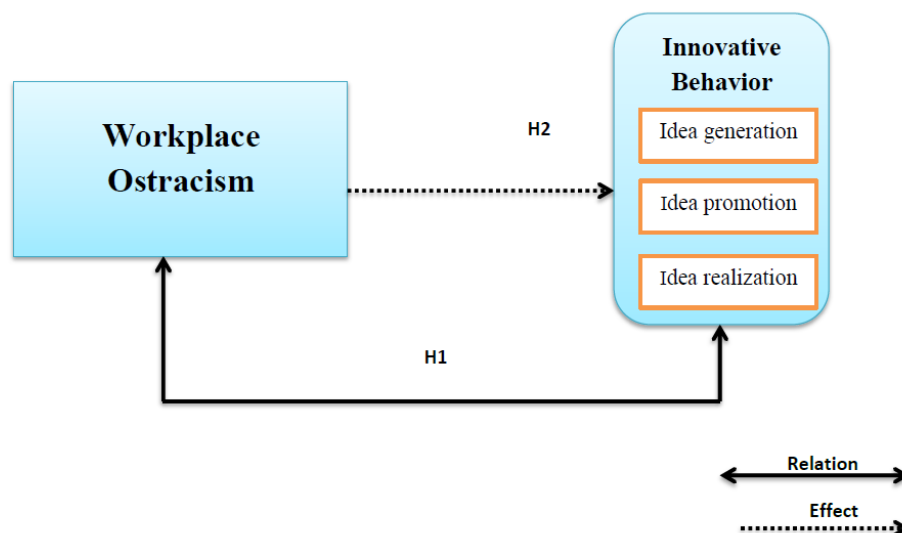 Workplace
Ostracism
H2
Innovative
Behavior
Idea generation
Idea promotion
Idea realization
H1
Relation
Effect